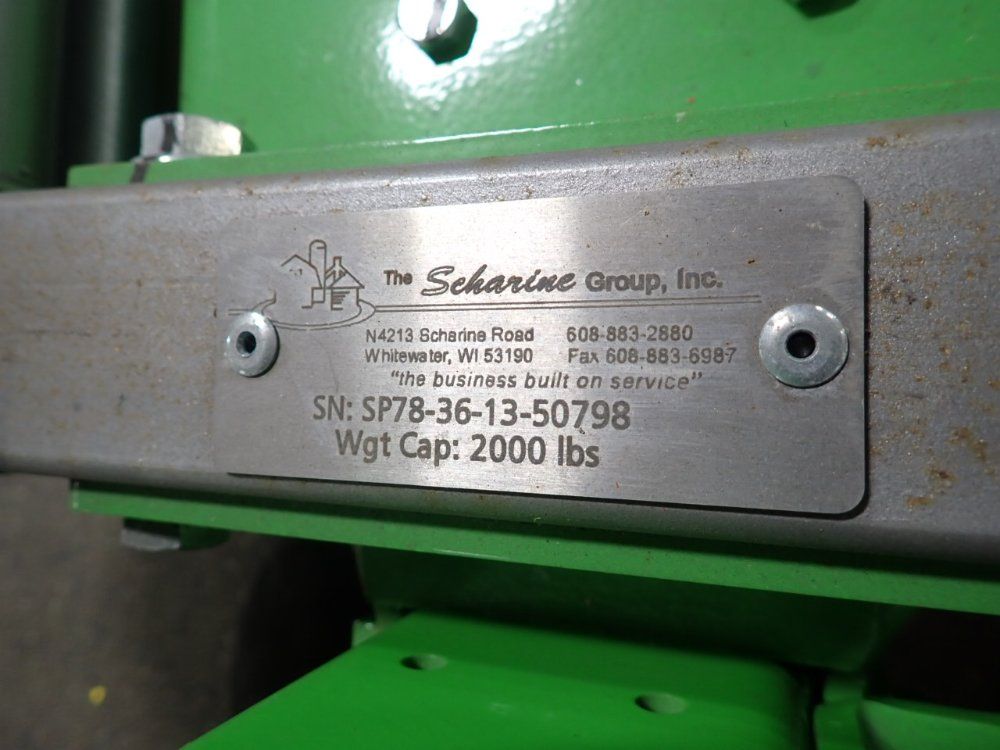 The Scharine Group, Inc.
N4213 Scharine Road 608-883-2880
Whitewater, WI 53190 Fax 608-883-6987
"the business built on service"
SN: SP78-36-13-50798
Wgt Cap: 2000 lbs